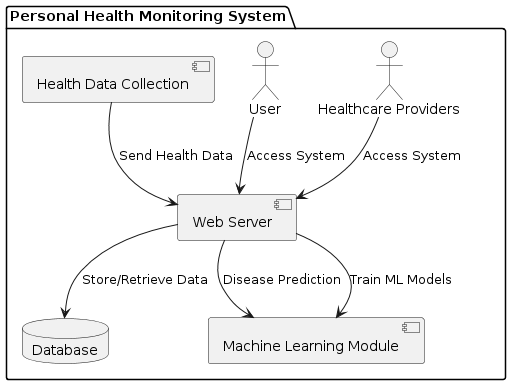 Personal Health Monitoring System
Health Data Collection
User
Healthcare Providers
Send Health Data
Access System
Access System
Web Server
Store/Retrieve Data
Disease Prediction
Train ML Models
Database
Machine Learning Module